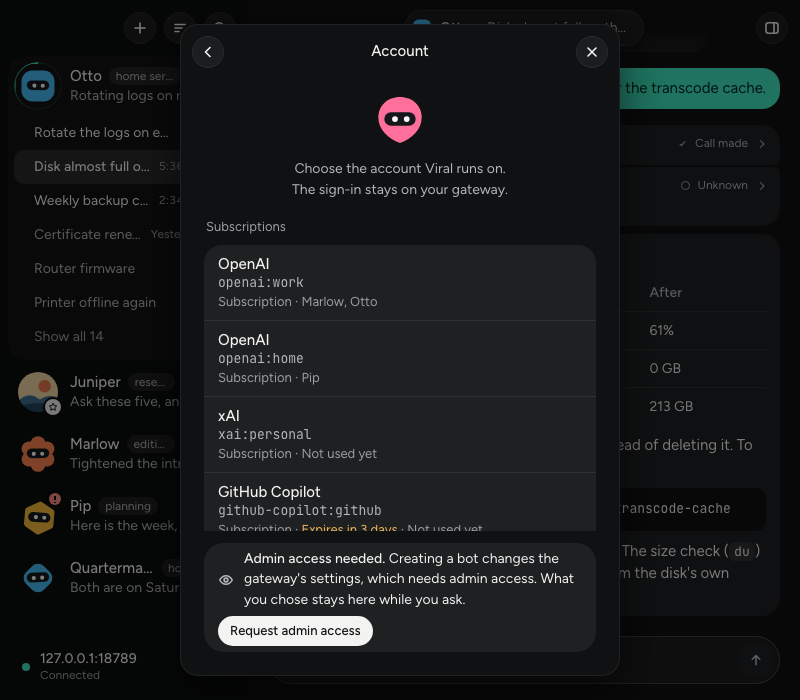 Account
Choose the account Viral runs on.
The sign-in stays on your gateway.
Subscriptions
OpenAI
openai:work
Subscription · Marlow, Otto
OpenAI
openai:home
Subscription · Pip
xAI
xai:personal
Subscription · Not used yet
GitHub Copilot
github-copilot:github
Subscription · Expires in 3 days · Not used yet
Admin access needed. Creating a bot changes the
gateway's settings, which needs admin access. What
you chose stays here while you ask.
Request admin access
Otto home ser...
Rotating logs on
Rotate the logs on e...
Disk almost full o... 5:36
Weekly backup c... 2:34
Certificate rene... Yeste
Router firmware
Printer offline again
Show all 14
Juniper rese...
Ask these five, an
Marlow editi...
Tightened the int
Pip planning
Here is the week,
Quarterma... ho
Both are on Satur
127.0.0.1:18789
Connected
the transcode cache.
Call made
Unknown
After
61%
0 GB
213 GB
ead of deleting it. To
transcode-cache
The size check ( du )
m the disk's own